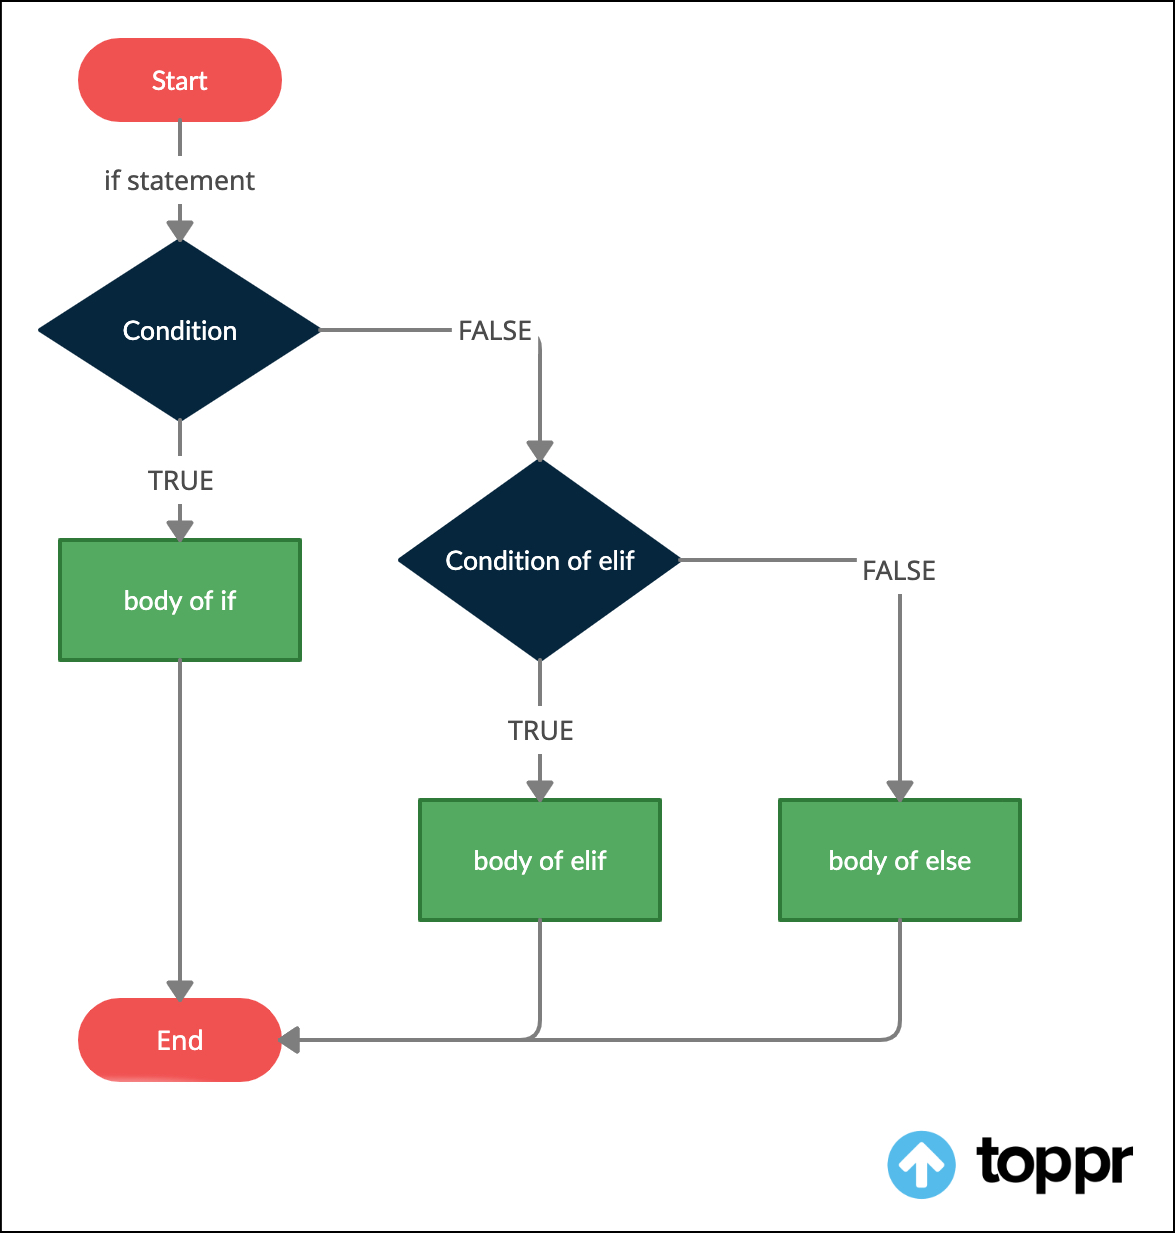 Start
if statement
Condition
FALSE
TRUE
Condition of elif
FALSE
body of if
TRUE
body of elif
body of else
End
toppr